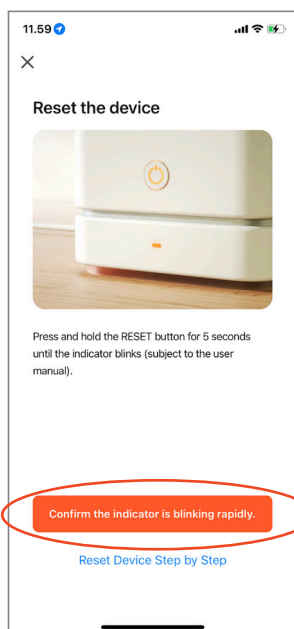 11.59
Reset the device
Press and hold the RESET button for 5 seconds
until the indicator blinks (subject to the user
manual).
Confirm the indicator is blinking rapidly.
Reset Device Step by Step